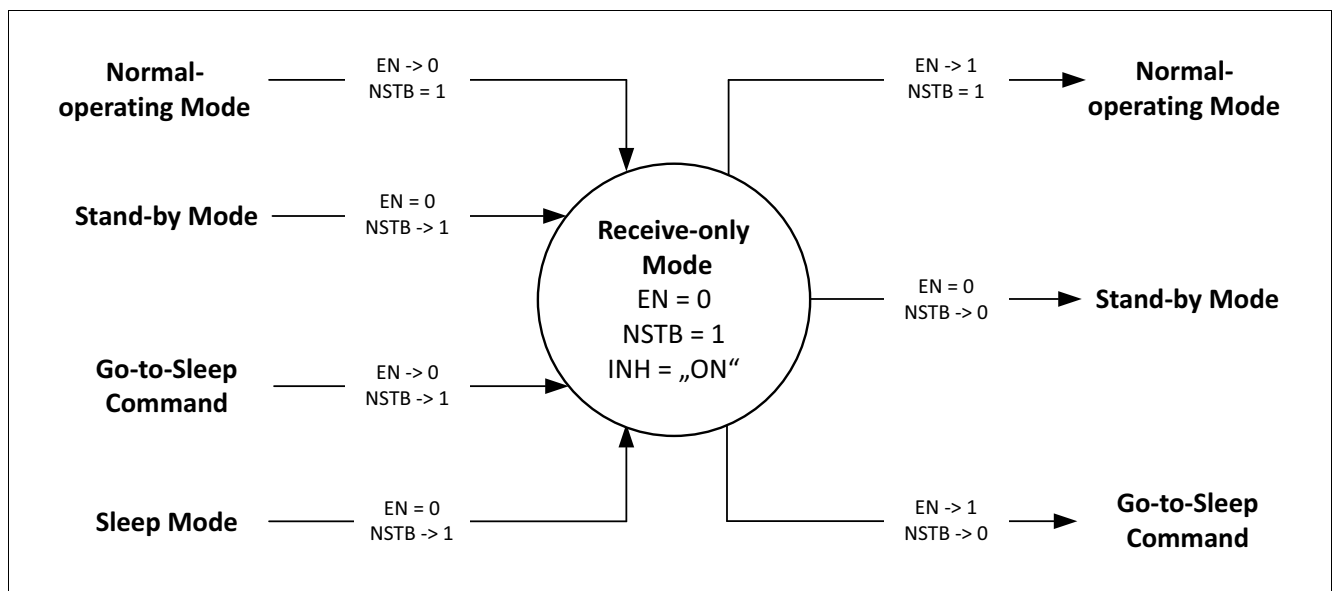 Normal-
operating Mode
EN -> 0
NSTB = 1
Stand-by Mode
EN = 0
NSTB -> 1
Go-to-Sleep
Command
EN -> 0
NSTB -> 1
Sleep Mode
EN = 0
NSTB -> 1
Receive-only
Mode
EN = 0
NSTB = 1
INH = „ON“
EN -> 1
NSTB = 1
Normal-
operating Mode
EN = 0
NSTB -> 0
Stand-by Mode
EN -> 1
NSTB -> 0
Go-to-Sleep
Command